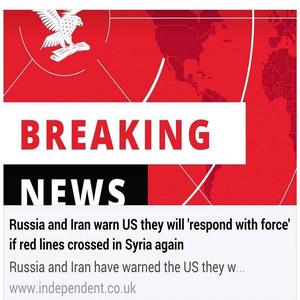 BREAKING
NEWS
Russia and Iran warn US they will 'respond with force'
if red lines crossed in Syria again
Russia and Iran have warned the US they w...
www.independent.co.uk